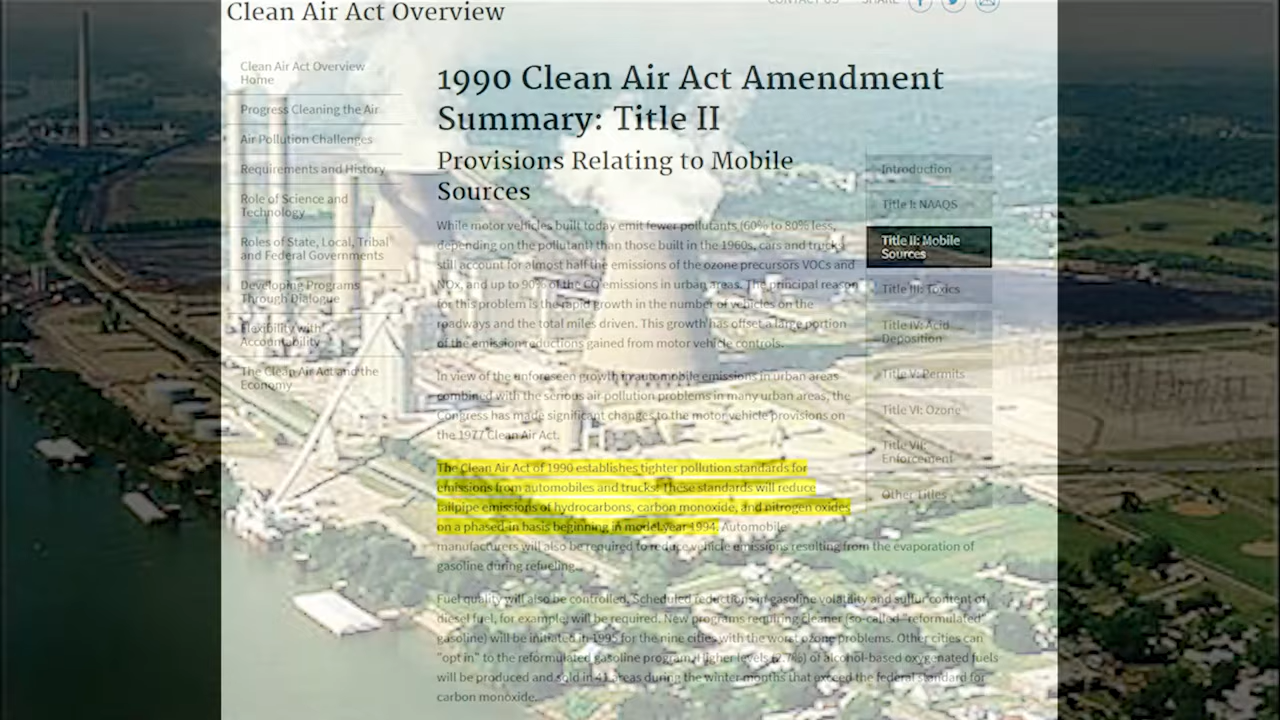 Clean Air Act Overview
CONTACT US SHARE
Clean Air Act Overview
Home
Progress Cleaning the Air
Air Pollution Challenges
Requirements and History
Role of Science and
Technology
Roles of State, Local, Tribal
and Federal Governments
Developing Programs
Through Dialogue
Flexibility with
Accountability
The Clean Air Act and the
Economy
1990 Clean Air Act Amendment
Summary: Title II
Provisions Relating to Mobile
Sources
While motor vehicles built today emit fewer pollutants (60% to 80% less,
depending on the pollutant) than those built in the 1960s, cars and trucks
still account for almost half the emissions of the ozone precursors VOCs and
NOx, and up to 90% of the CO emissions in urban areas. The principal reason
for this problem is the rapid growth in the number of vehicles on the
roadways and the total miles driven. This growth has offset a large portion
of the emission reductions gained from motor vehicle controls.
In view of the unforeseen growth in automobile emissions in urban areas
combined with the serious air pollution problems in many urban areas, the
Congress has made significant changes to the motor vehicle provisions on
the 1977 Clean Air Act.
The Clean Air Act of 1990 establishes tighter pollution standards for
emissions from automobiles and trucks. These standards will reduce
tailpipe emissions of hydrocarbons, carbon monoxide, and nitrogen oxides
on a phased-in basis beginning in model year 1994. Automobile
manufacturers will also be required to reduce vehicle emissions resulting from the evaporation of
gasoline during refueling.
Fuel quality will also be controlled. Scheduled reductions in gasoline volatility and sulfur content of
diesel fuel, for example, will be required. New programs requiring cleaner (so-called "reformulated"
gasoline) will be initiated in 1995 for the nine cities with the worst ozone problems. Other cities can
"opt in" to the reformulated gasoline program. Higher levels (2.7%) of alcohol-based oxygenated fuels
will be produced and sold in 41 areas during the winter months that exceed the federal standard for
carbon monoxide.
Introduction
Title I: NAAQS
Title II: Mobile
Sources
Title III: Toxics
Title IV: Acid
Deposition
Title V: Permits
Title VI: Ozone
Title VII:
Enforcement
Other Titles